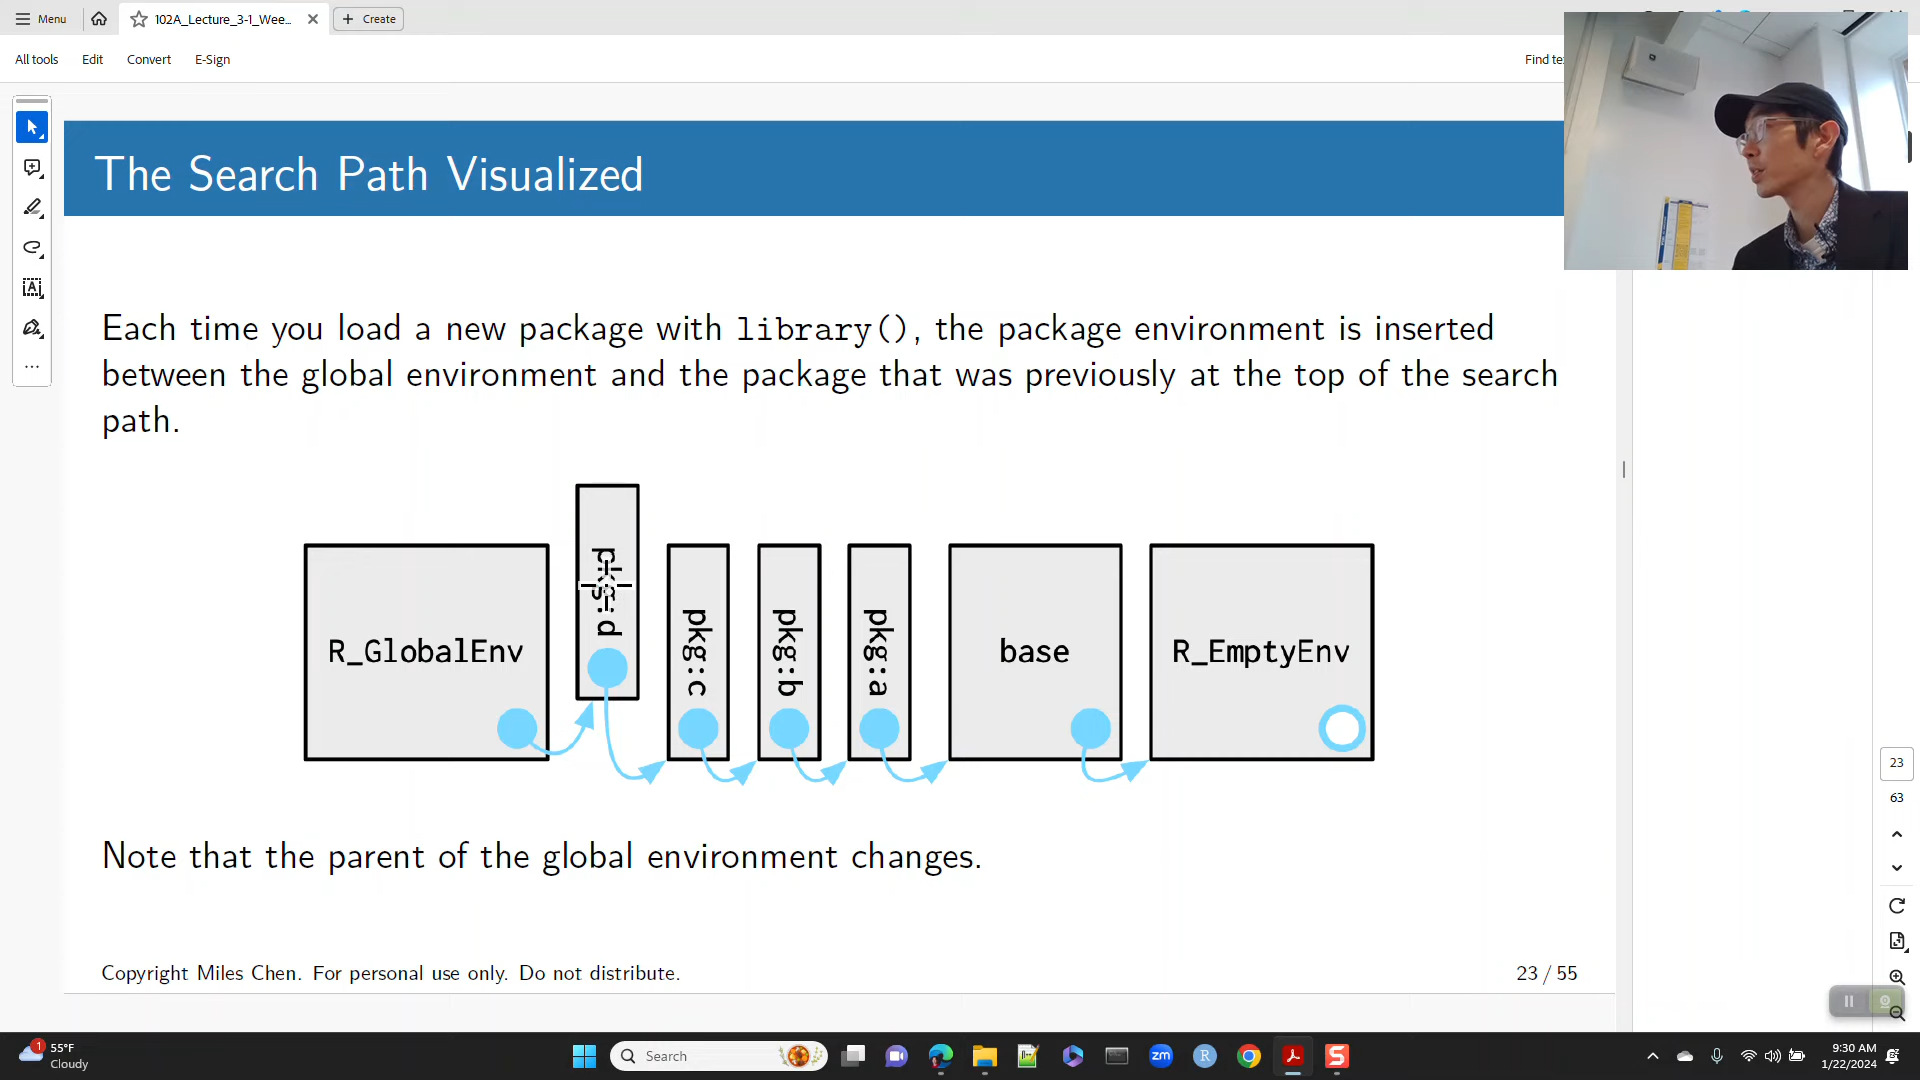 Menu
102A_Lecture_3-1_Wee...
Create
All tools
Edit
Convert
E-Sign
The Search Path Visualized
Each time you load a new package with library(), the package environment is inserted
between the global environment and the package that was previously at the top of the search
path.
R_GlobalEnv
pkg:d
pkg:c
pkg:b
pkg:a
base
R_EmptyEnv
Note that the parent of the global environment changes.
Copyright Miles Chen. For personal use only. Do not distribute.
23 / 55
23
63
1
55°F
Cloudy
Search
zm
R
S
9:30 AM
1/22/2024